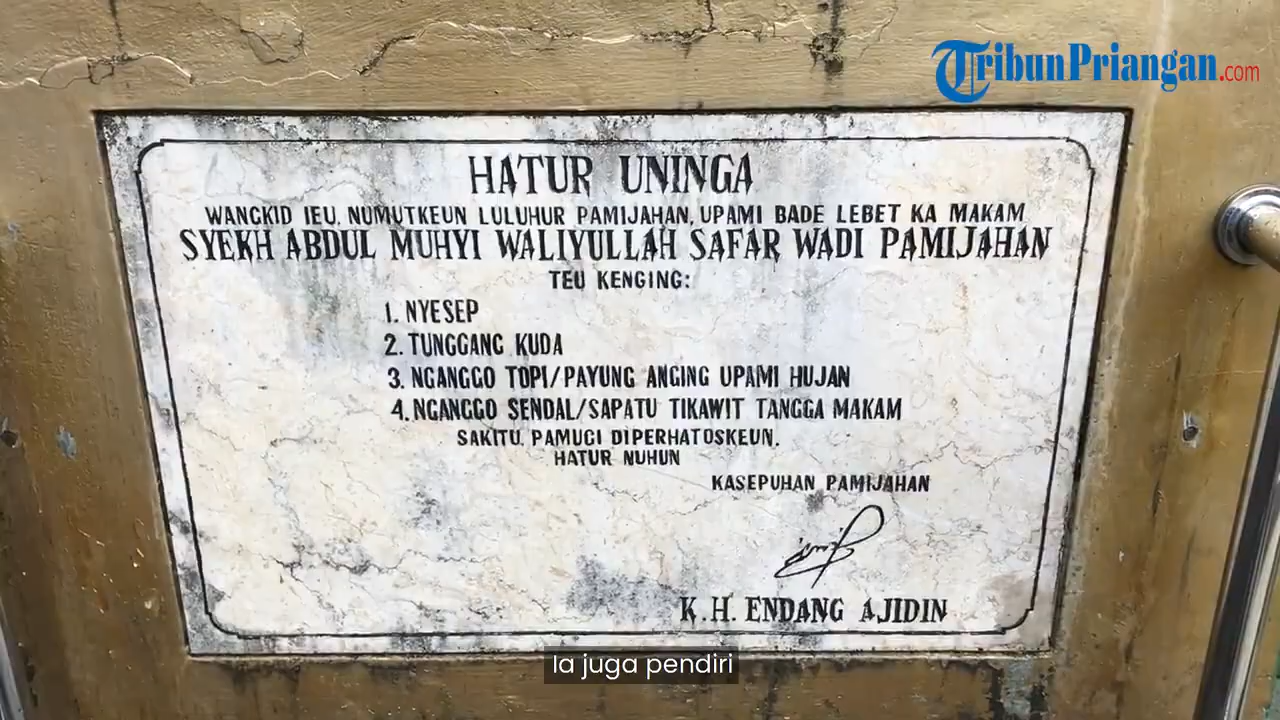 TribunPriangan.com
HATUR UNINGA
WANGKID IEU, NUMUTKEUN LULUHUR PAMIJAHAN, UPAMI BADE LEBET KA MAKAM
SYEKH ABDUL MUHYI WALIYULLAH SAFAR WADI PAMIJAHAN
TEU KENGING:
1. NYESEP
2. TUNGGANG KUDA
3. NGANGGO TOPI/PAYUNG ANGING UPAMI HUJAN
4. NGANGGO SENDAL/SAPATU TIKAWIT TANGGA MAKAM
SAKITU, PAMUGI DIPERHATOSKEUN.
HATUR NUHUN
KASEPUHAN PAMIJAHAN
K.H. ENDANG AJIDIN
Ia juga pendiri